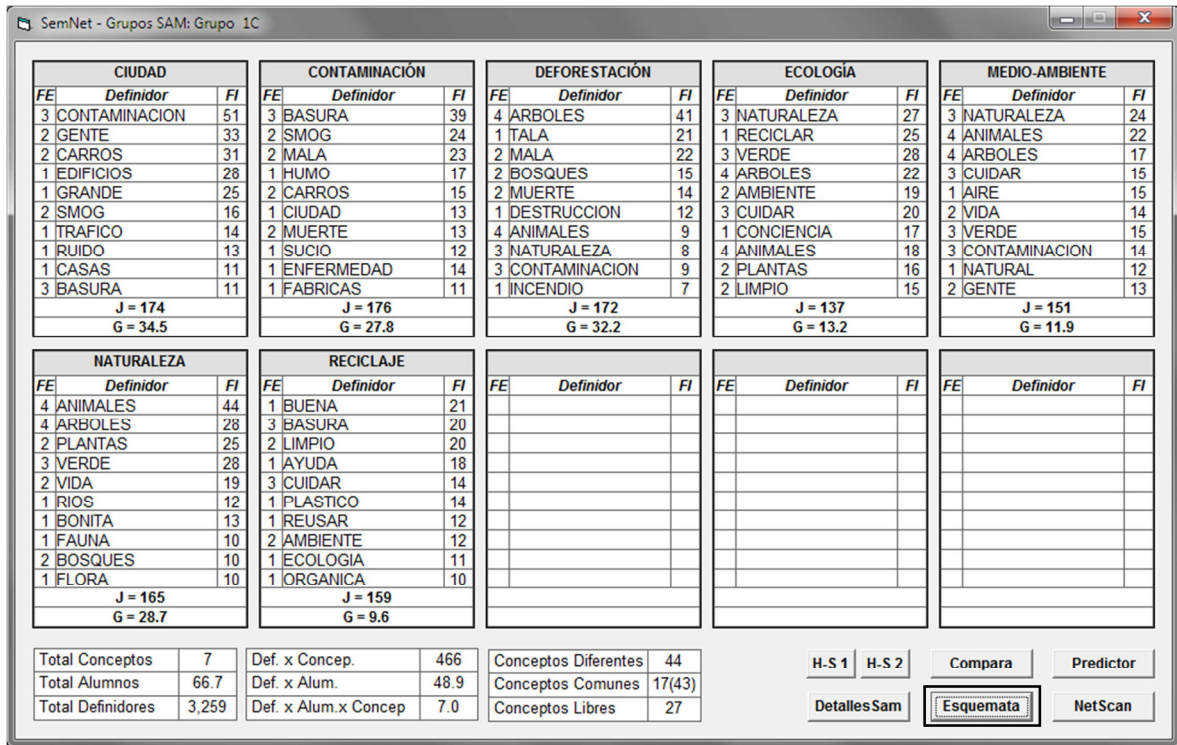 SemNet - Grupos SAM: Grupo 1C
CIUDAD CONTAMINACIÓN DEFORESTACIÓN ECOLOGÍA MEDIO-AMBIENTE
FE Definidor FI FE Definidor FI FE Definidor FI FE Definidor FI FE Definidor FI
3 CONTAMINACION 51 3 BASURA 39 4 ARBOLES 41 3 NATURALEZA 27 3 NATURALEZA 24
2 GENTE 33 2 SMOG 24 1 TALA 21 1 RECICLAR 25 4 ANIMALES 22
2 CARROS 31 2 MALA 23 2 MALA 22 3 VERDE 28 4 ARBOLES 17
1 EDIFICIOS 28 1 HUMO 17 2 BOSQUES 15 4 ARBOLES 22 3 CUIDAR 15
1 GRANDE 25 2 CARROS 15 2 MUERTE 14 2 AMBIENTE 19 1 AIRE 15
2 SMOG 16 1 CIUDAD 13 1 DESTRUCCION 12 3 CUIDAR 20 2 VIDA 14
1 TRAFICO 14 2 MUERTE 13 4 ANIMALES 9 1 CONCIENCIA 17 3 VERDE 15
1 RUIDO 13 1 SUCIO 12 3 NATURALEZA 8 4 ANIMALES 18 3 CONTAMINACION 14
1 CASAS 11 1 ENFERMEDAD 14 3 CONTAMINACION 9 2 PLANTAS 16 1 NATURAL 12
3 BASURA 11 1 FABRICAS 11 1 INCENDIO 7 2 LIMPIO 15 2 GENTE 13
J = 174 J = 176 J = 172 J = 137 J = 151
G = 34.5 G = 27.8 G = 32.2 G = 13.2 G = 11.9
NATURALEZA RECICLAJE
FE Definidor FI FE Definidor FI FE Definidor FI FE Definidor FI FE Definidor FI
4 ANIMALES 44 1 BUENA 21
4 ARBOLES 28 3 BASURA 20
2 PLANTAS 25 2 LIMPIO 20
3 VERDE 28 1 AYUDA 18
2 VIDA 19 3 CUIDAR 14
1 RIOS 12 1 PLASTICO 14
1 BONITA 13 1 REUSAR 12
1 FAUNA 10 2 AMBIENTE 12
2 BOSQUES 10 1 ECOLOGIA 11
1 FLORA 10 1 ORGANICA 10
J = 165 J = 159
G = 28.7 G = 9.6
Total Conceptos 7 Def. x Concep. 466 Conceptos Diferentes 44 H-S 1 H-S 2 Compara Predictor
Total Alumnos 66.7 Def. x Alum. 48.9 Conceptos Comunes 17(43)
Total Definidores 3,259 Def. x Alum.x Concep 7.0 Conceptos Libres 27 Detalles Sam Esquemata NetScan